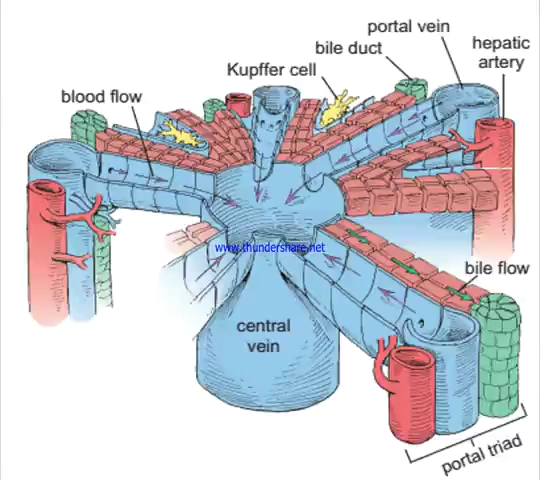 portal vein
bile duct
hepatic
artery
Kupffer cell
blood flow
www.thundershare.net
bile flow
central
vein
portal triad